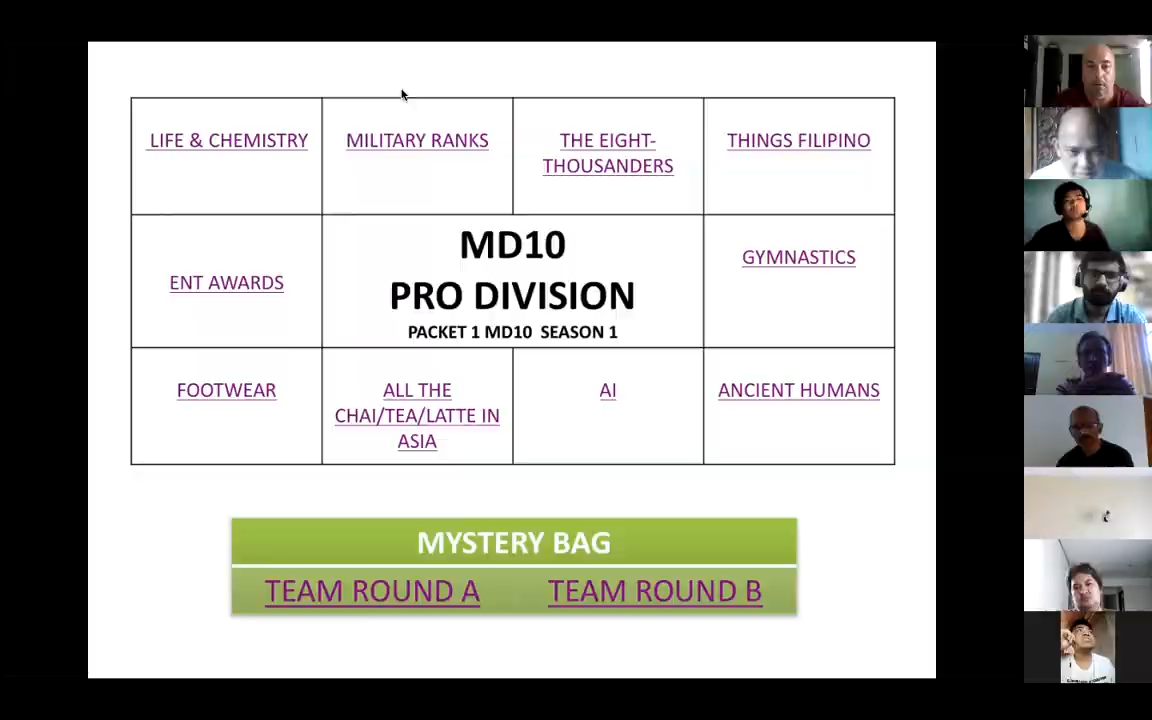 LIFE & CHEMISTRY
MILITARY RANKS
THE EIGHT-
THOUSANDERS
THINGS FILIPINO
ENT AWARDS
MD10
PRO DIVISION
PACKET 1 MD10 SEASON 1
GYMNASTICS
FOOTWEAR
ALL THE
CHAI/TEA/LATTE IN
ASIA
AI
ANCIENT HUMANS
MYSTERY BAG
TEAM ROUND A
TEAM ROUND B